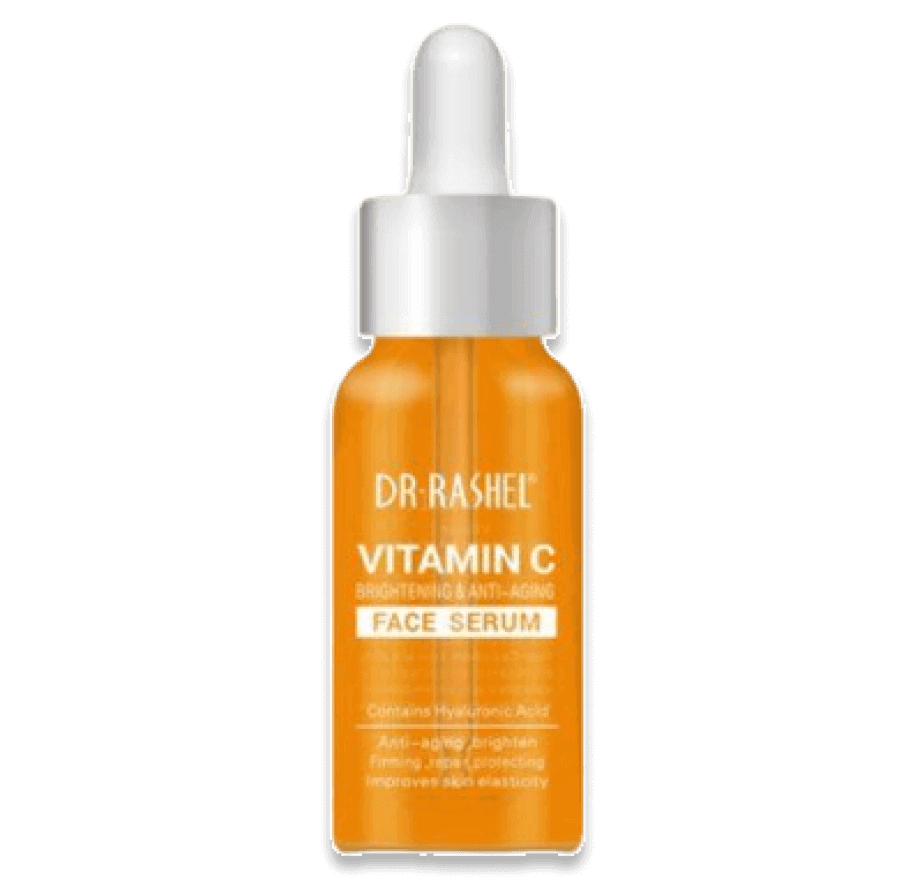 DR·RASHEL®
VITAMIN C
BRIGHTENING & ANTI-AGING
FACE SERUM
Contains Hyaluronic Acid
Anti-aging ,brighten
Firming ,repair ,protecting
Improves skin elasticity